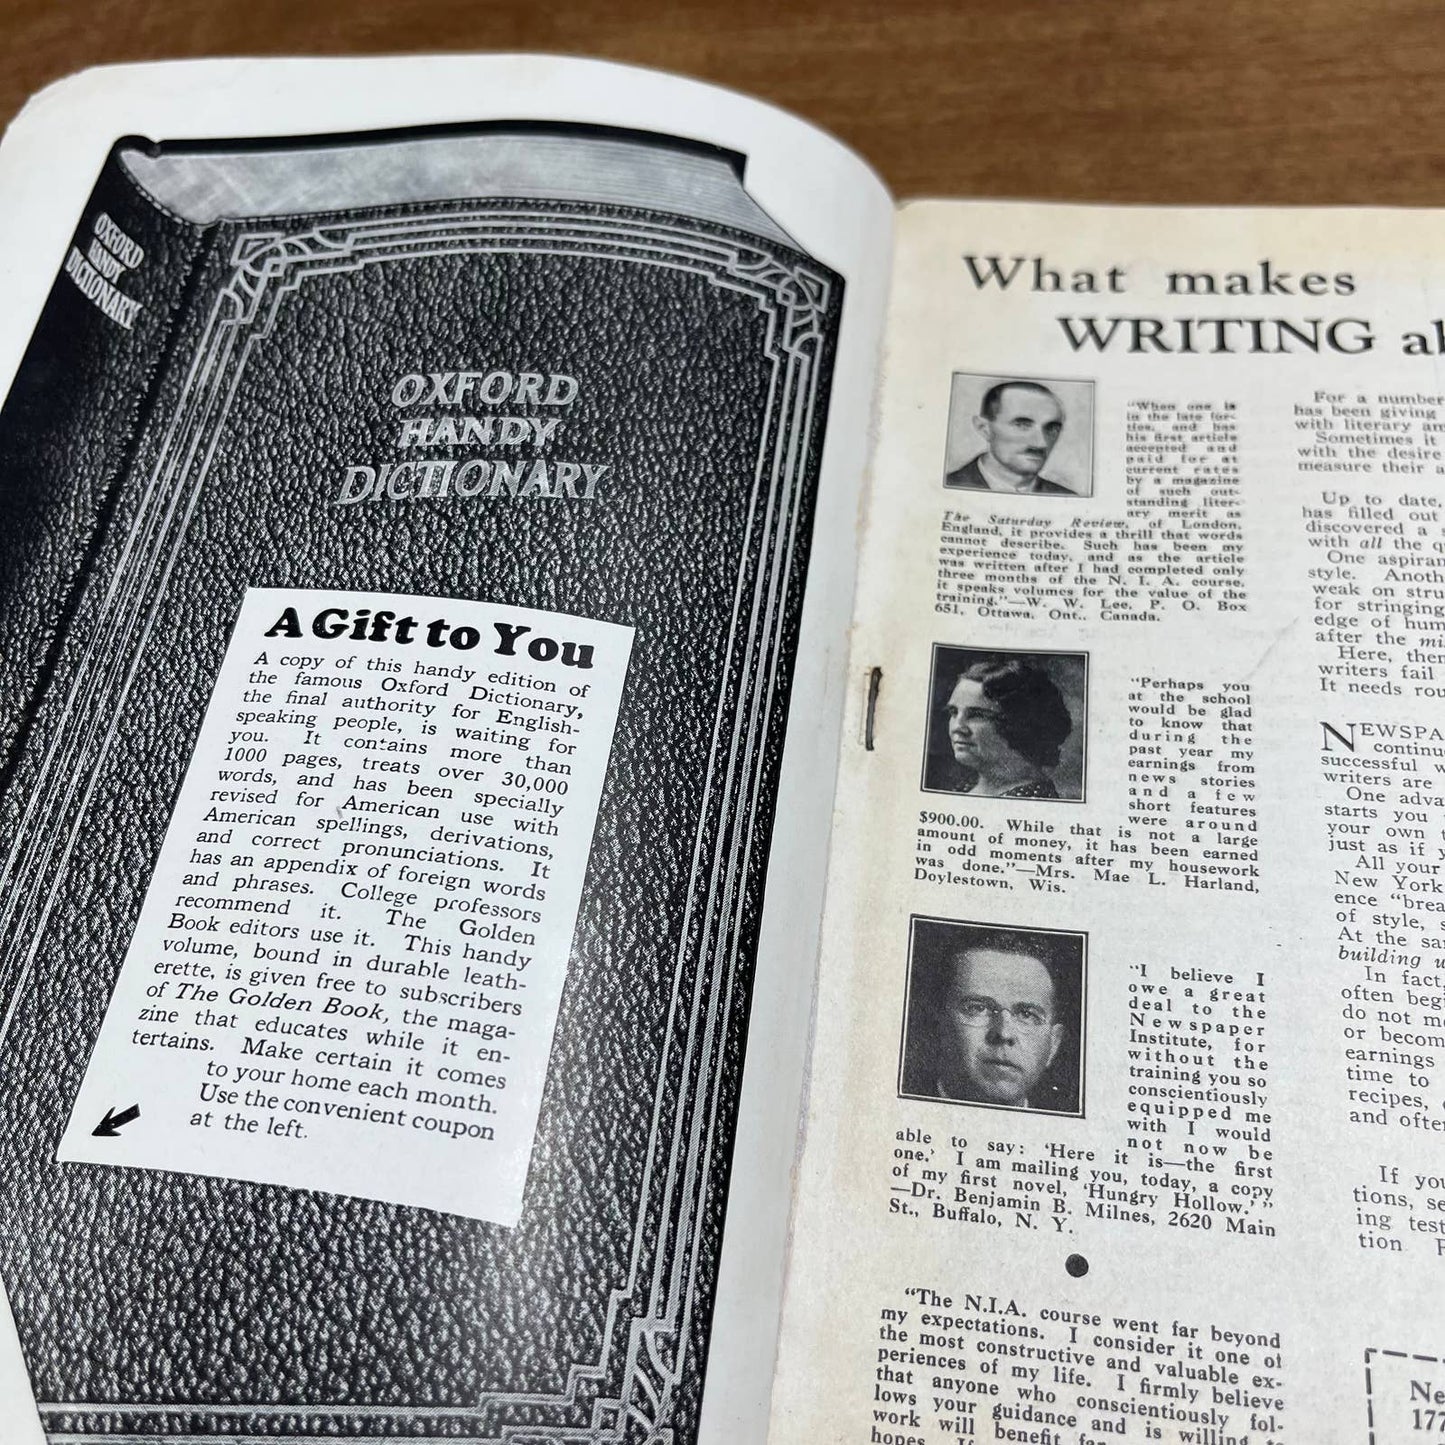 OXFORD
HANDY
DICTIONARY
OXFORD
HANDY
DICTIONARY
A Gift to You
A copy of this handy edition of
the famous Oxford Dictionary,
the final authority for English-
speaking people, is waiting for
you. It contains more than
1000 pages, treats over 30,000
words, and has been specially
revised for American use with
American spellings, derivations,
and correct pronunciations. It
has an appendix of foreign words
and phrases. College professors
recommend it. The Golden
Book editors use it. This handy
volume, bound in durable leath-
erette, is given free to subscribers
of The Golden Book, the maga-
zine that educates while it en-
tertains. Make certain it comes
to your home each month.
Use the convenient coupon
at the left.
What makes
WRITING
"When one is
in the late for-
ties, and has
his first article
accepted and
paid for at
current rates
by a magazine
of such out-
standing liter-
ary merit as
The Saturday Review, of London,
England, it provides a thrill that words
cannot describe. Such has been my
experience today, and as the article
was written after I had completed only
three months of the N. I. A. course,
it speaks volumes for the value of the
training."—W. W. Lee, P. O. Box
651, Ottawa, Ont., Canada.
"Perhaps you
at the school
would be glad
to know that
during the
past year my
earnings from
news stories
and a few
short features
were around
$900.00. While that is not a large
amount of money, it has been earned
in odd moments after my housework
was done."—Mrs. Mae L. Harland,
Doylestown, Wis.
"I believe I
owe a great
deal to the
Newspaper
Institute, for
without the
training you so
conscientiously
equipped me
with I would
not now be
able to say: 'Here it is—the first
one.' I am mailing you, today, a copy
of my first novel, 'Hungry Hollow.' "
—Dr. Benjamin B. Milnes, 2620 Main
St., Buffalo, N. Y.
"The N.I.A. course went far beyond
my expectations. I consider it one of
the most constructive and valuable ex-
periences of my life. I firmly believe
that anyone who conscientiously fol-
lows your guidance and is willing to
work will benefit
hopes.
For a number
has been giving
with literary
Sometimes it
with the desire
measure their
Up to date,
has filled out
discovered a
with all the
One
style.
weak on
for stringing
edge of
after the
Here,
writers fail
It needs
continu
successful
writers are
One
starts you
your own
just as if
All your
New York
ence
of style,
At the
building
In fact,
often
do not
or
earnings
time to
recipes,
and
If
tions,
ing
tion
177